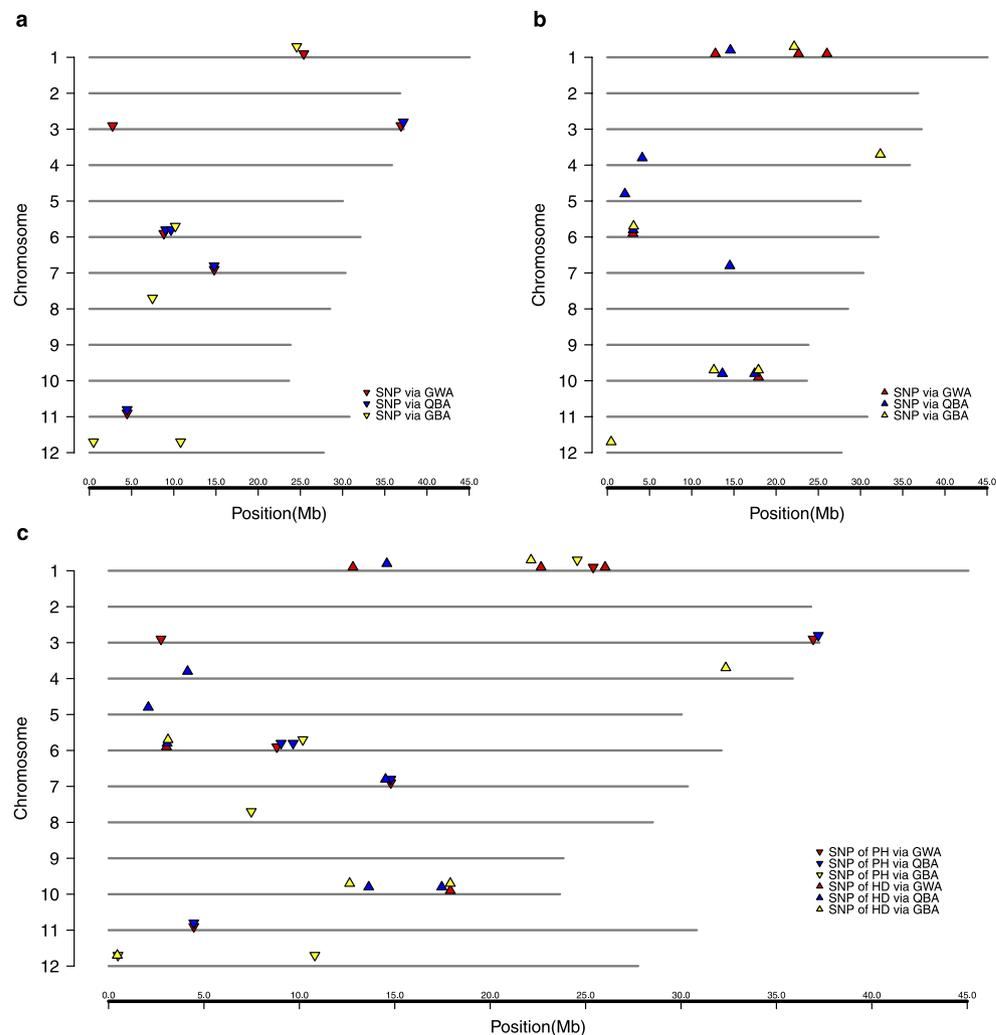 a
1
2
3
4
5
6
7
8
9
10
11
12
Chromosome
SNP via GWA
SNP via QBA
SNP via GBA
0.0 5.0 10.0 15.0 20.0 25.0 30.0 35.0 40.0 45.0
Position(Mb)
b
1
2
3
4
5
6
7
8
9
10
11
12
Chromosome
SNP via GWA
SNP via QBA
SNP via GBA
0.0 5.0 10.0 15.0 20.0 25.0 30.0 35.0 40.0 45.0
Position(Mb)
c
1
2
3
4
5
6
7
8
9
10
11
12
Chromosome
SNP of PH via GWA
SNP of PH via QBA
SNP of PH via GBA
SNP of HD via GWA
SNP of HD via QBA
SNP of HD via GBA
0.0 5.0 10.0 15.0 20.0 25.0 30.0 35.0 40.0 45.0
Position(Mb)